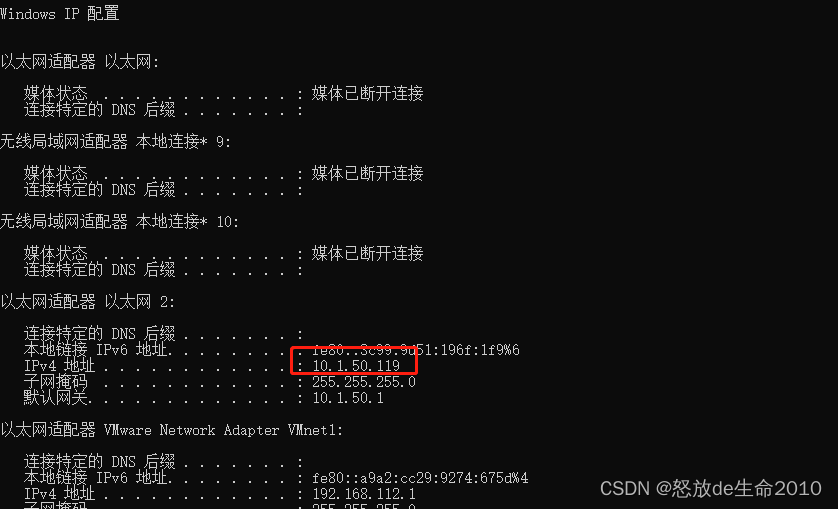 Windows IP 配置
以太网适配器 以太网:
媒体状态 . . . . . . . . . . . . : 媒体已断开连接
连接特定的 DNS 后缀 . . . . . . . :
无线局域网适配器 本地连接* 9:
媒体状态 . . . . . . . . . . . . : 媒体已断开连接
连接特定的 DNS 后缀 . . . . . . . :
无线局域网适配器 本地连接* 10:
媒体状态 . . . . . . . . . . . . : 媒体已断开连接
连接特定的 DNS 后缀 . . . . . . . :
以太网适配器 以太网 2:
连接特定的 DNS 后缀 . . . . . . . :
本地链接 IPv6 地址. . . . . . . . : fe80::3c99:9d51:196f:1f9%6
IPv4 地址 . . . . . . . . . . . . : 10.1.50.119
子网掩码 . . . . . . . . . . . . : 255.255.255.0
默认网关. . . . . . . . . . . . . : 10.1.50.1
以太网适配器 VMware Network Adapter VMnet1:
连接特定的 DNS 后缀 . . . . . . . :
本地链接 IPv6 地址. . . . . . . . : fe80::a9a2:cc29:9274:675d%4
IPv4 地址 . . . . . . . . . . . . : 192.168.112.1
子网掩码 . . . . . . . . . . . . : 255.255.255.0
CSDN @怒放de生命2010